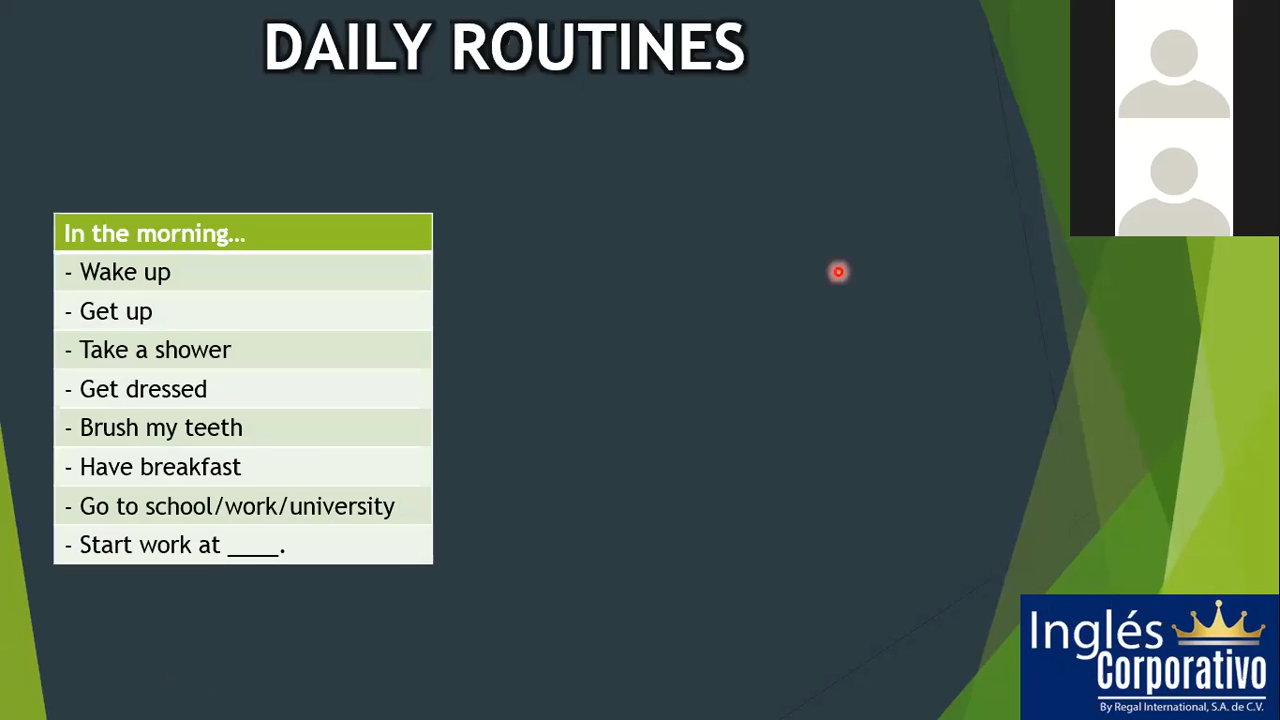 DAILY ROUTINES
In the morning...
- Wake up
- Get up
- Take a shower
- Get dressed
- Brush my teeth
- Have breakfast
- Go to school/work/university
- Start work at ____.
Inglés
Corporativo
By Regal International, S.A. de C.V.